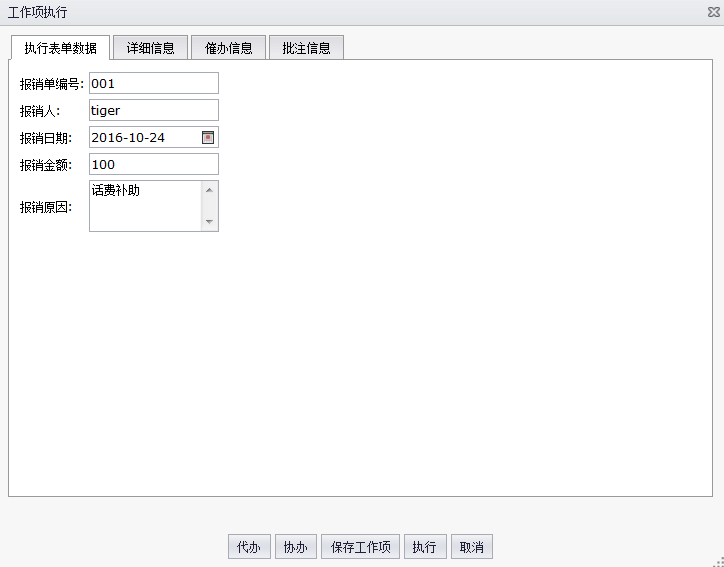 工作项执行
执行表单数据 详细信息 催办信息 批注信息
报销单编号: 001
报销人: tiger
报销日期: 2016-10-24
报销金额: 100
报销原因: 话费补助
代办 协办 保存工作项 执行 取消